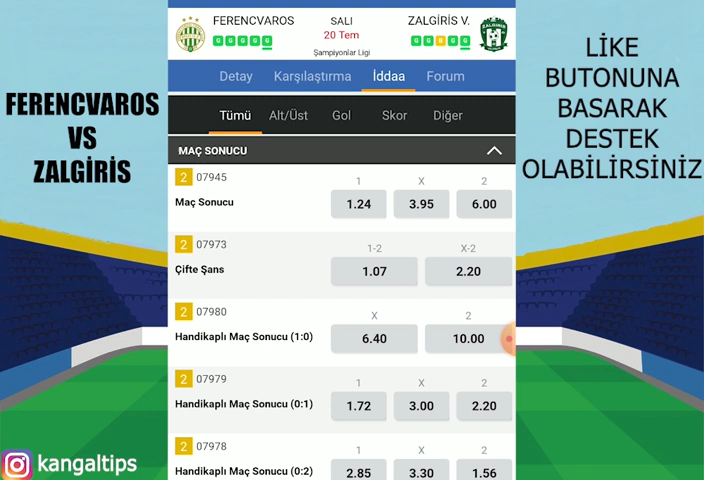 FERENCVAROS
VS
ZALGİRİS
FERENCVAROS
G G G G G
SALI
20 Tem
Şampiyonlar Ligi
ZALGİRİS V.
G G B G G
Detay Karşılaştırma İddaa Forum
Tümü Alt/Üst Gol Skor Diğer
MAÇ SONUCU
2 07945
Maç Sonucu
1 X 2
1.24 3.95 6.00
2 07973
Çifte Şans
1-2 X-2
1.07 2.20
2 07980
Handikaplı Maç Sonucu (1:0)
X 2
6.40 10.00
2 07979
Handikaplı Maç Sonucu (0:1)
1 X 2
1.72 3.00 2.20
2 07978
Handikaplı Maç Sonucu (0:2)
1 X 2
2.85 3.30 1.56
LİKE
BUTONUNA
BASARAK
DESTEK
OLABİLİRSİNİZ
kangaltips